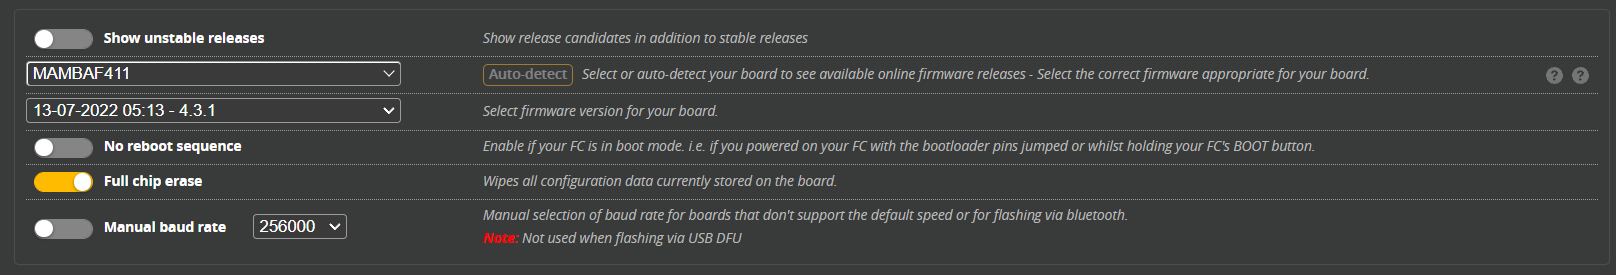 Show unstable releases Show release candidates in addition to stable releases
MAMBAF411 Auto-detect Select or auto-detect your board to see available online firmware releases - Select the correct firmware appropriate for your board. ? ?
13-07-2022 05:13 - 4.3.1 Select firmware version for your board.
No reboot sequence Enable if your FC is in boot mode. i.e. if you powered on your FC with the bootloader pins jumped or whilst holding your FC's BOOT button.
Full chip erase Wipes all configuration data currently stored on the board.
Manual baud rate 256000 Manual selection of baud rate for boards that don't support the default speed or for flashing via bluetooth.
Note: Not used when flashing via USB DFU